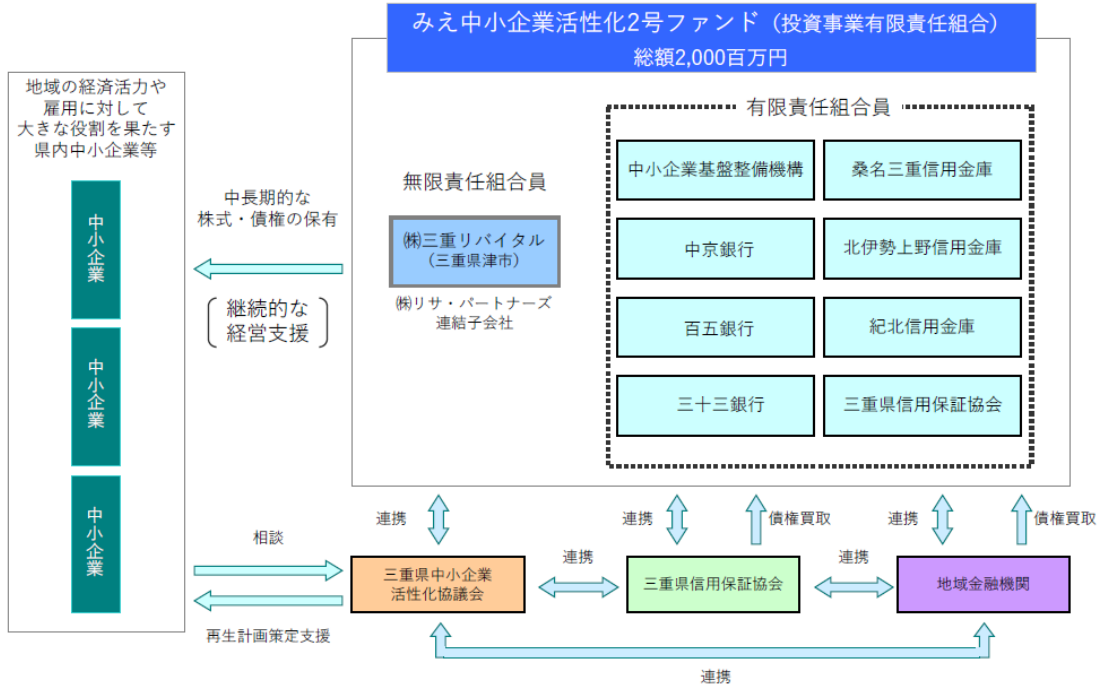 みえ中小企業活性化2号ファンド（投資事業有限責任組合）
総額2,000百万円
地域の経済活力や
雇用に対して
大きな役割を果たす
県内中小企業等
中小企業
中小企業
中小企業
中長期的な
株式・債権の保有
継続的な
経営支援
無限責任組合員
㈱三重リバイタル
（三重県津市）
㈱リサ・パートナーズ
連結子会社
有限責任組合員
中小企業基盤整備機構
桑名三重信用金庫
中京銀行
北伊勢上野信用金庫
百五銀行
紀北信用金庫
三十三銀行
三重県信用保証協会
連携
連携
債権買取
連携
債権買取
相談
再生計画策定支援
三重県中小企業
活性化協議会
連携
三重県信用保証協会
連携
地域金融機関
連携